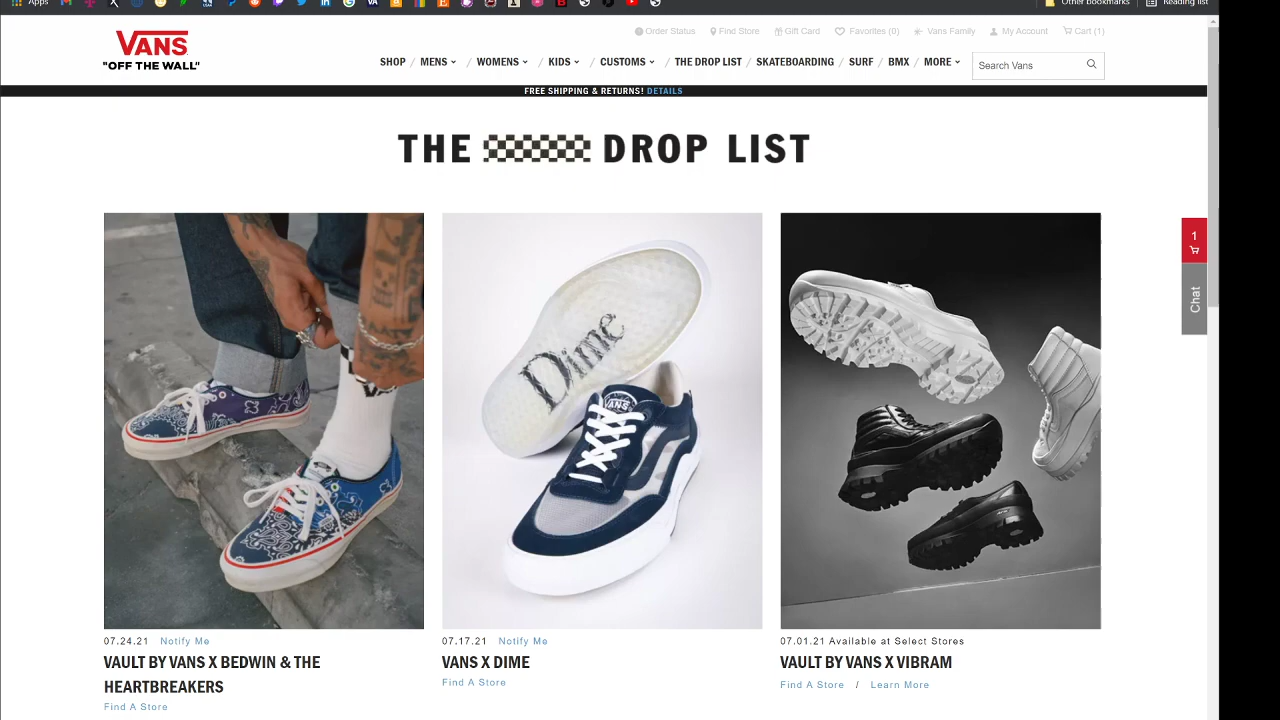 Apps
Other bookmarks
Reading list
VANS
"OFF THE WALL"
Order Status
Find Store
Gift Card
Favorites (0)
Vans Family
My Account
Cart (1)
SHOP / MENS / WOMENS / KIDS / CUSTOMS / THE DROP LIST / SKATEBOARDING / SURF / BMX / MORE
Search Vans
FREE SHIPPING & RETURNS! DETAILS
THE DROP LIST
1
Chat
Dime
VANS
07.24.21 Notify Me
VAULT BY VANS X BEDWIN & THE
HEARTBREAKERS
Find A Store
07.17.21 Notify Me
VANS X DIME
Find A Store
07.01.21 Available at Select Stores
VAULT BY VANS X VIBRAM
Find A Store / Learn More